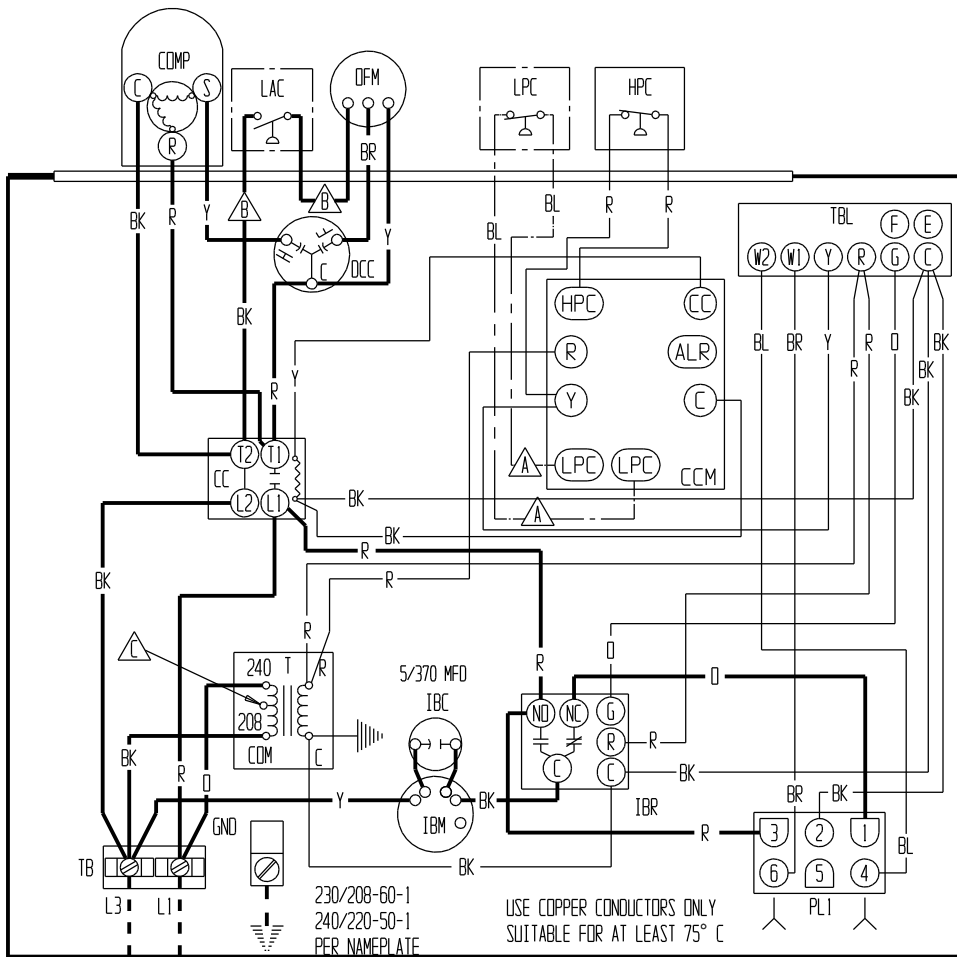 COMP
C
S
R
LAC
OFM
LPC
HPC
BR
BK
R
Y
B
B
Y
BL
BL
R
R
H
F
C
OCC
TBL
F
E
W2
W1
Y
R
G
C
BK
R
Y
HPC
CC
R
ALR
Y
C
LPC
LPC
CCM
A
A
BL
BR
Y
R
R
O
BK
BK
BK
T2
T1
CC
L2
L1
BK
BK
R
R
BK
R
C
240
T
R
208
COM
C
5/370 MFD
IBC
IBM
R
O
O
NO
NC
G
R
C
C
IBR
R
BK
BK
R
O
Y
BK
BR
BK
BL
R
BK
3
2
1
6
5
4
PL1
GND
TB
L3
L1
230/208-60-1
240/220-50-1
PER NAMEPLATE
USE COPPER CONDUCTORS ONLY
SUITABLE FOR AT LEAST 75° C